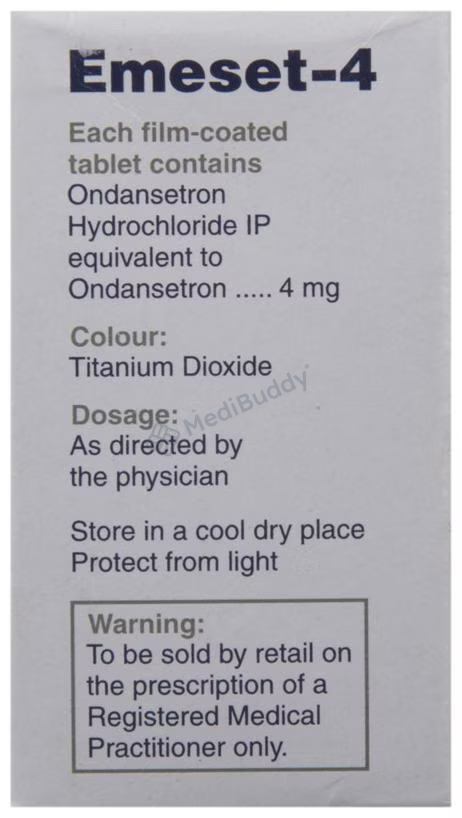 Emeset-4
Each film-coated
tablet contains
Ondansetron
Hydrochloride IP
equivalent to
Ondansetron ..... 4 mg
Colour:
Titanium Dioxide
MediBuddy
Dosage:
As directed by
the physician
Store in a cool dry place
Protect from light
Warning:
To be sold by retail on
the prescription of a
Registered Medical
Practitioner only.